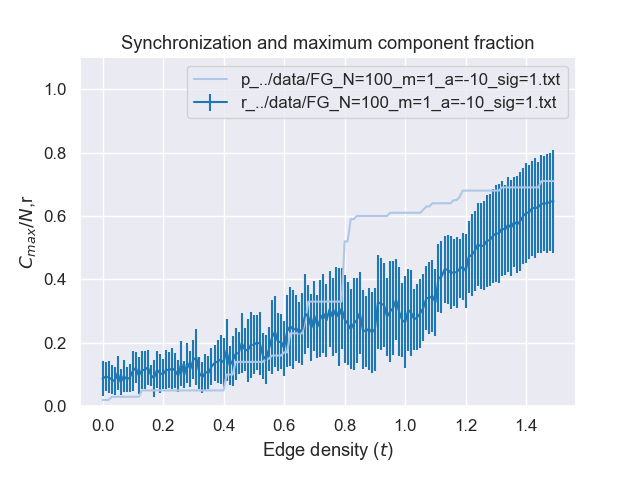 Synchronization and maximum component fraction
p_../data/FG_N=100_m=1_a=-10_sig=1.txt
r_../data/FG_N=100_m=1_a=-10_sig=1.txt
1.0
0.8
0.6
0.4
0.2
0.0
C_max/N,r
0.0 0.2 0.4 0.6 0.8 1.0 1.2 1.4
Edge density (t)